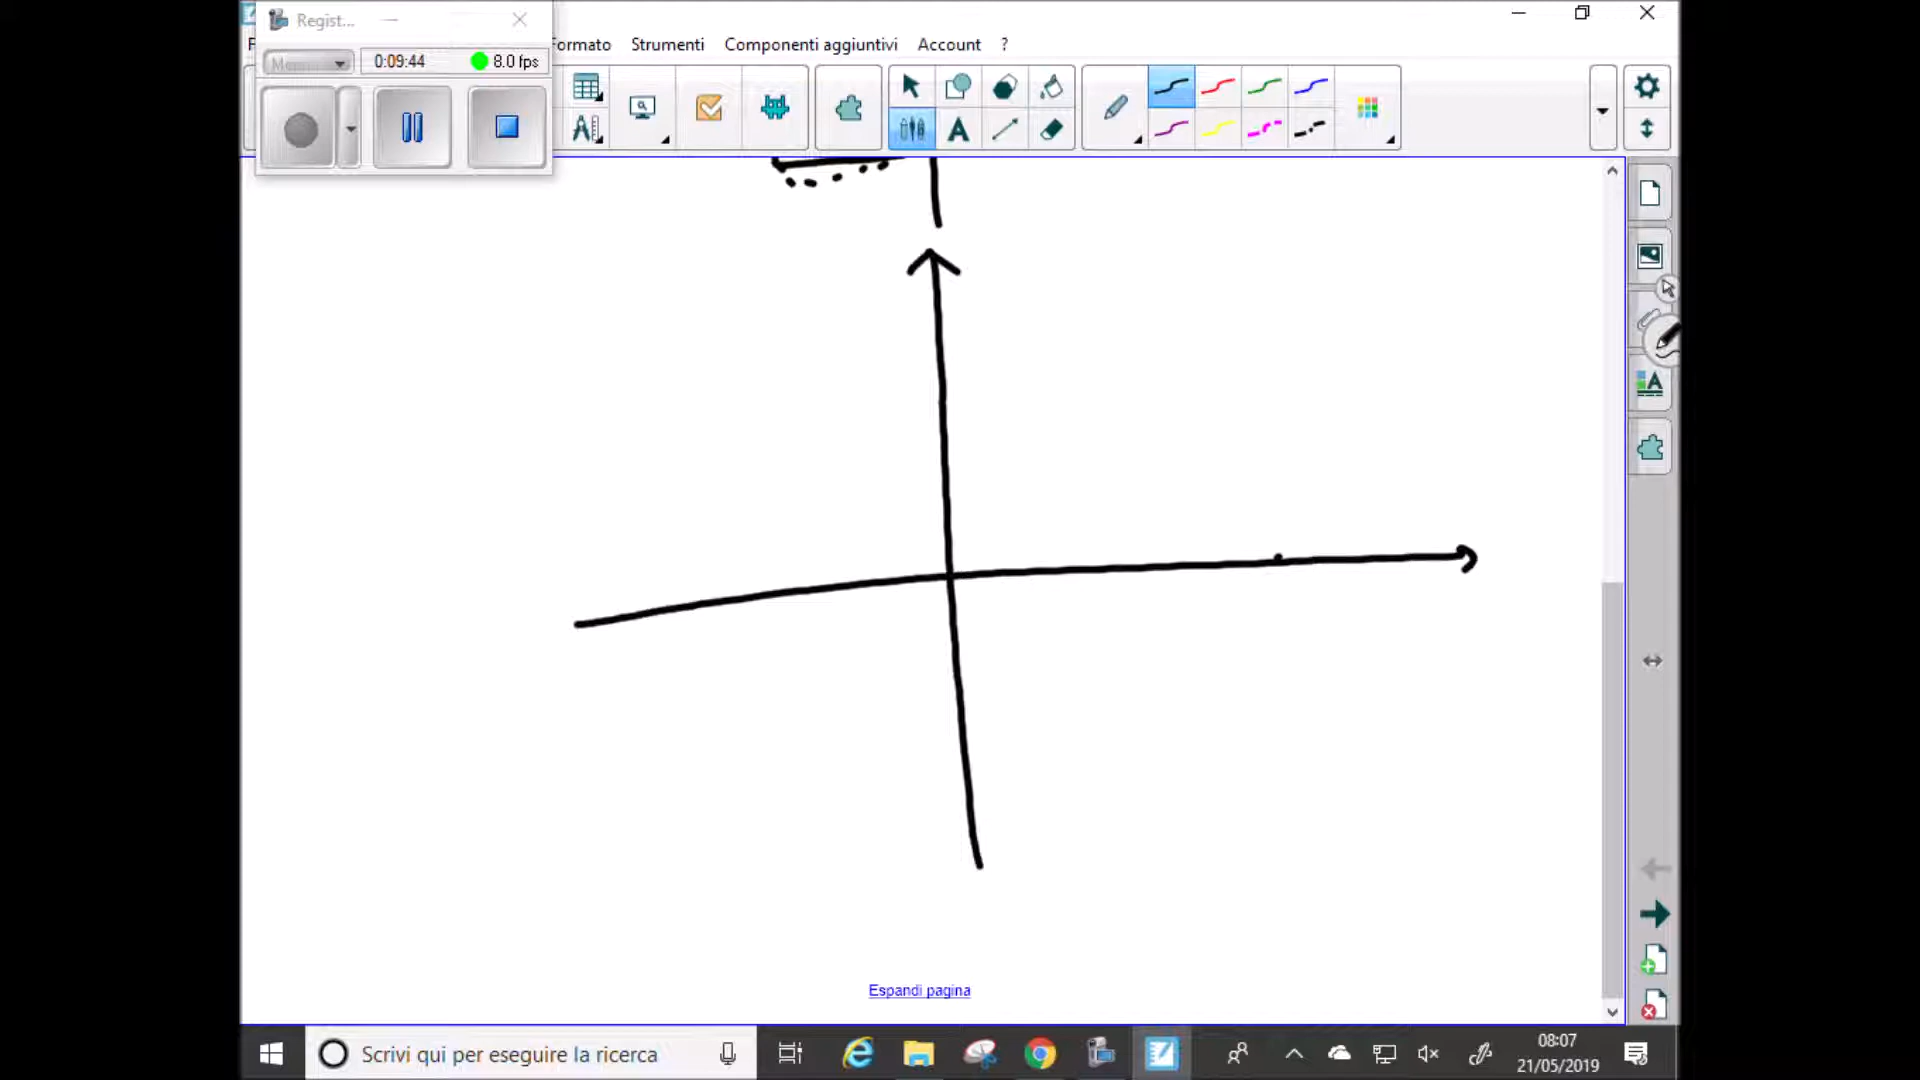 Regist...
0:09:44
8.0 fps
Formato Strumenti Componenti aggiuntivi Account ?
Espandi pagina
Scrivi qui per eseguire la ricerca
08:07
21/05/2019